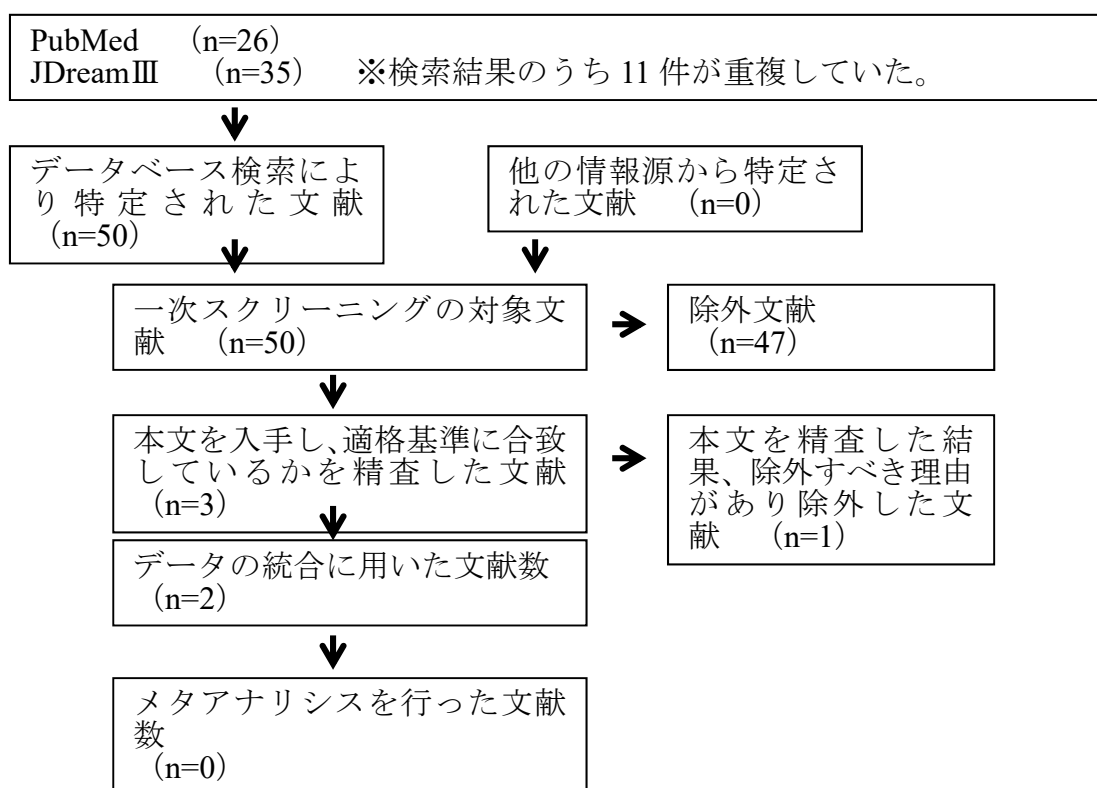 PubMed (n=26)
JDreamⅢ (n=35) ※検索結果のうち 11 件が重複していた。
データベース検索によ
り特定された文献
(n=50)
他の情報源から特定さ
れた文献 (n=0)
一次スクリーニングの対象文
献 (n=50)
除外文献
(n=47)
本文を入手し、適格基準に合致
しているかを精査した文献
(n=3)
本文を精査した結
果、除外すべき理由
があり除外した文
献 (n=1)
データの統合に用いた文献数
(n=2)
メタアナリシスを行った文献
数
(n=0)